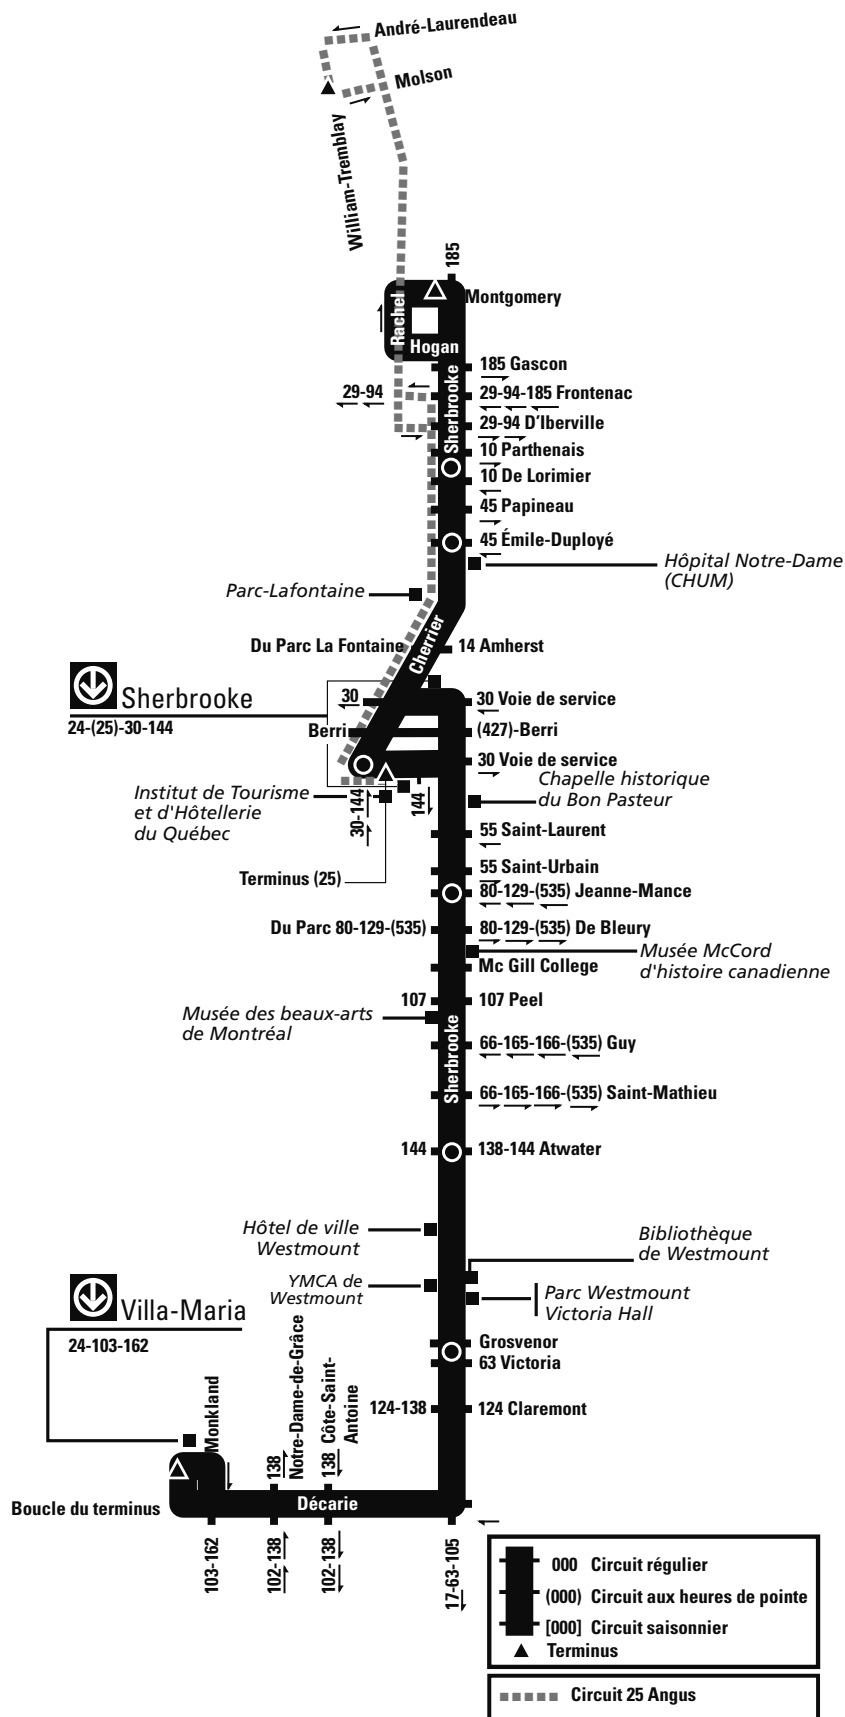 André-Laurendeau
Molson
William-Tremblay
185
Montgomery
Rachel
Hogan
Sherbrooke
185 Gascon
29-94
29-94-185 Frontenac
29-94 D'Iberville
10 Parthenais
10 De Lorimier
45 Papineau
45 Émile-Duployé
Hôpital Notre-Dame
(CHUM)
Parc-Lafontaine
Cherrier
Du Parc La Fontaine
14 Amherst
Sherbrooke
24-(25)-30-144
30
30 Voie de service
Berri
(427)-Berri
30 Voie de service
Institut de Tourisme
et d'Hôtellerie
du Québec
30-144
144
Chapelle historique
du Bon Pasteur
55 Saint-Laurent
55 Saint-Urbain
Terminus (25)
80-129-(535) Jeanne-Mance
Du Parc 80-129-(535)
80-129-(535) De Bleury
Musée McCord
d'histoire canadienne
Mc Gill College
107
107 Peel
Musée des beaux-arts
de Montréal
Sherbrooke
66-165-166-(535) Guy
66-165-166-(535) Saint-Mathieu
144
138-144 Atwater
Hôtel de ville
Westmount
Bibliothèque
de Westmount
YMCA de
Westmount
Parc Westmount
Victoria Hall
Villa-Maria
24-103-162
Grosvenor
63 Victoria
124-138
124 Claremont
Monkland
138
Notre-Dame-de-Grâce
138
Côte-Saint-
Antoine
Boucle du terminus
Décarie
103-162
102-138
102-138
17-63-105
000 Circuit régulier
(000) Circuit aux heures de pointe
[000] Circuit saisonnier
Terminus
Circuit 25 Angus